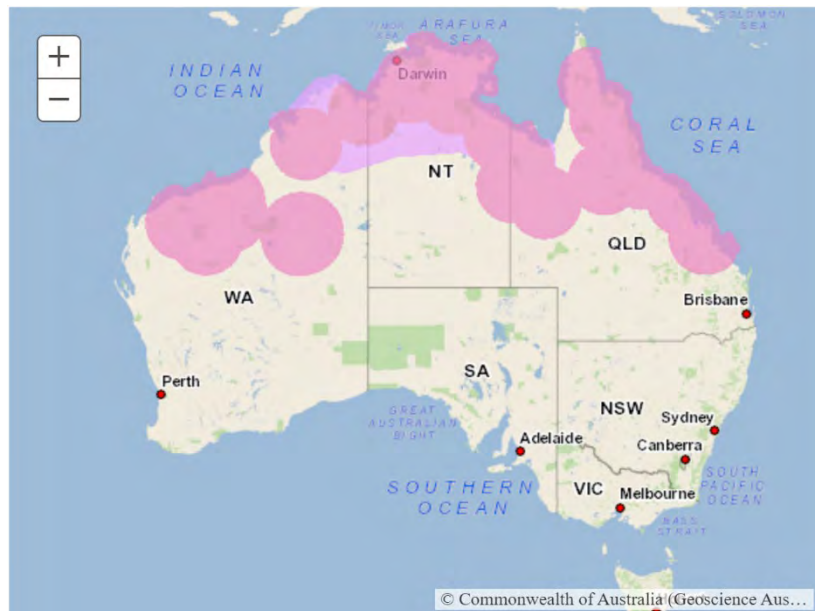 +
−
TIMOR
SEA
ARAFURA
SEA
SOLOMON
SEA
INDIAN
OCEAN
Darwin
CORAL
SEA
NT
QLD
WA
Brisbane
SA
Perth
GREAT
AUSTRALIAN
BIGHT
NSW
Sydney
Adelaide
Canberra
SOUTHERN
OCEAN
SOUTH
PACIFIC
OCEAN
VIC
Melbourne
BASS
STRAIT
© Commonwealth of Australia (Geoscience Aus…